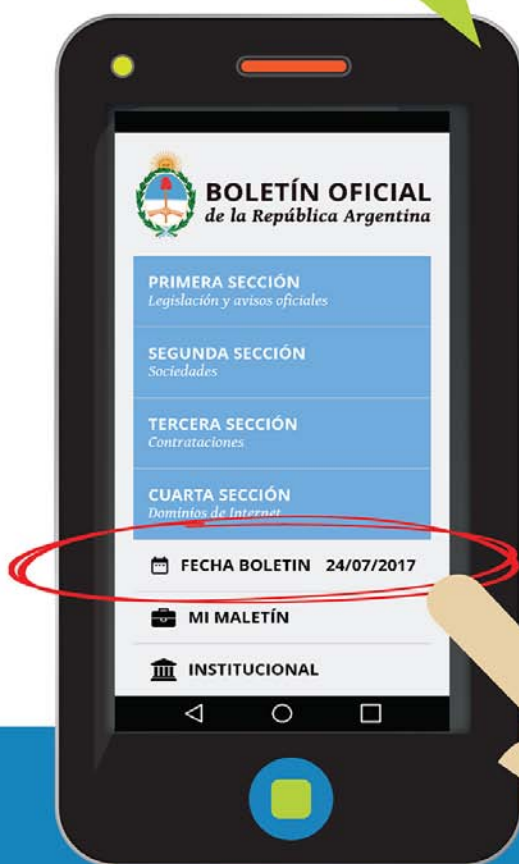 BOLETÍN OFICIAL
de la República Argentina
PRIMERA SECCIÓN
Legislación y avisos oficiales
SEGUNDA SECCIÓN
Sociedades
TERCERA SECCIÓN
Contrataciones
CUARTA SECCIÓN
Dominios de Internet
FECHA BOLETIN 24/07/2017
MI MALETÍN
INSTITUCIONAL